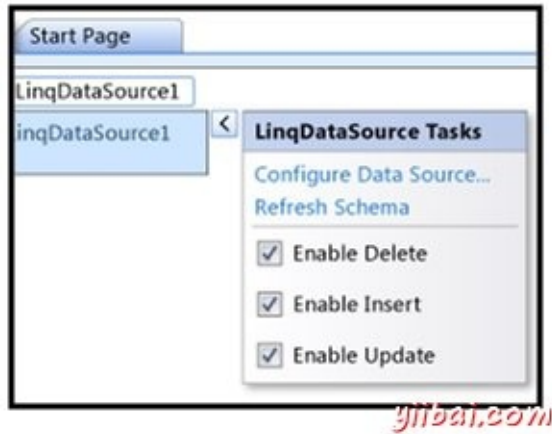 Start Page
LinqDataSource1
inqDataSource1
<
LinqDataSource Tasks
Configure Data Source...
Refresh Schema
Enable Delete
Enable Insert
Enable Update
yiibai.com